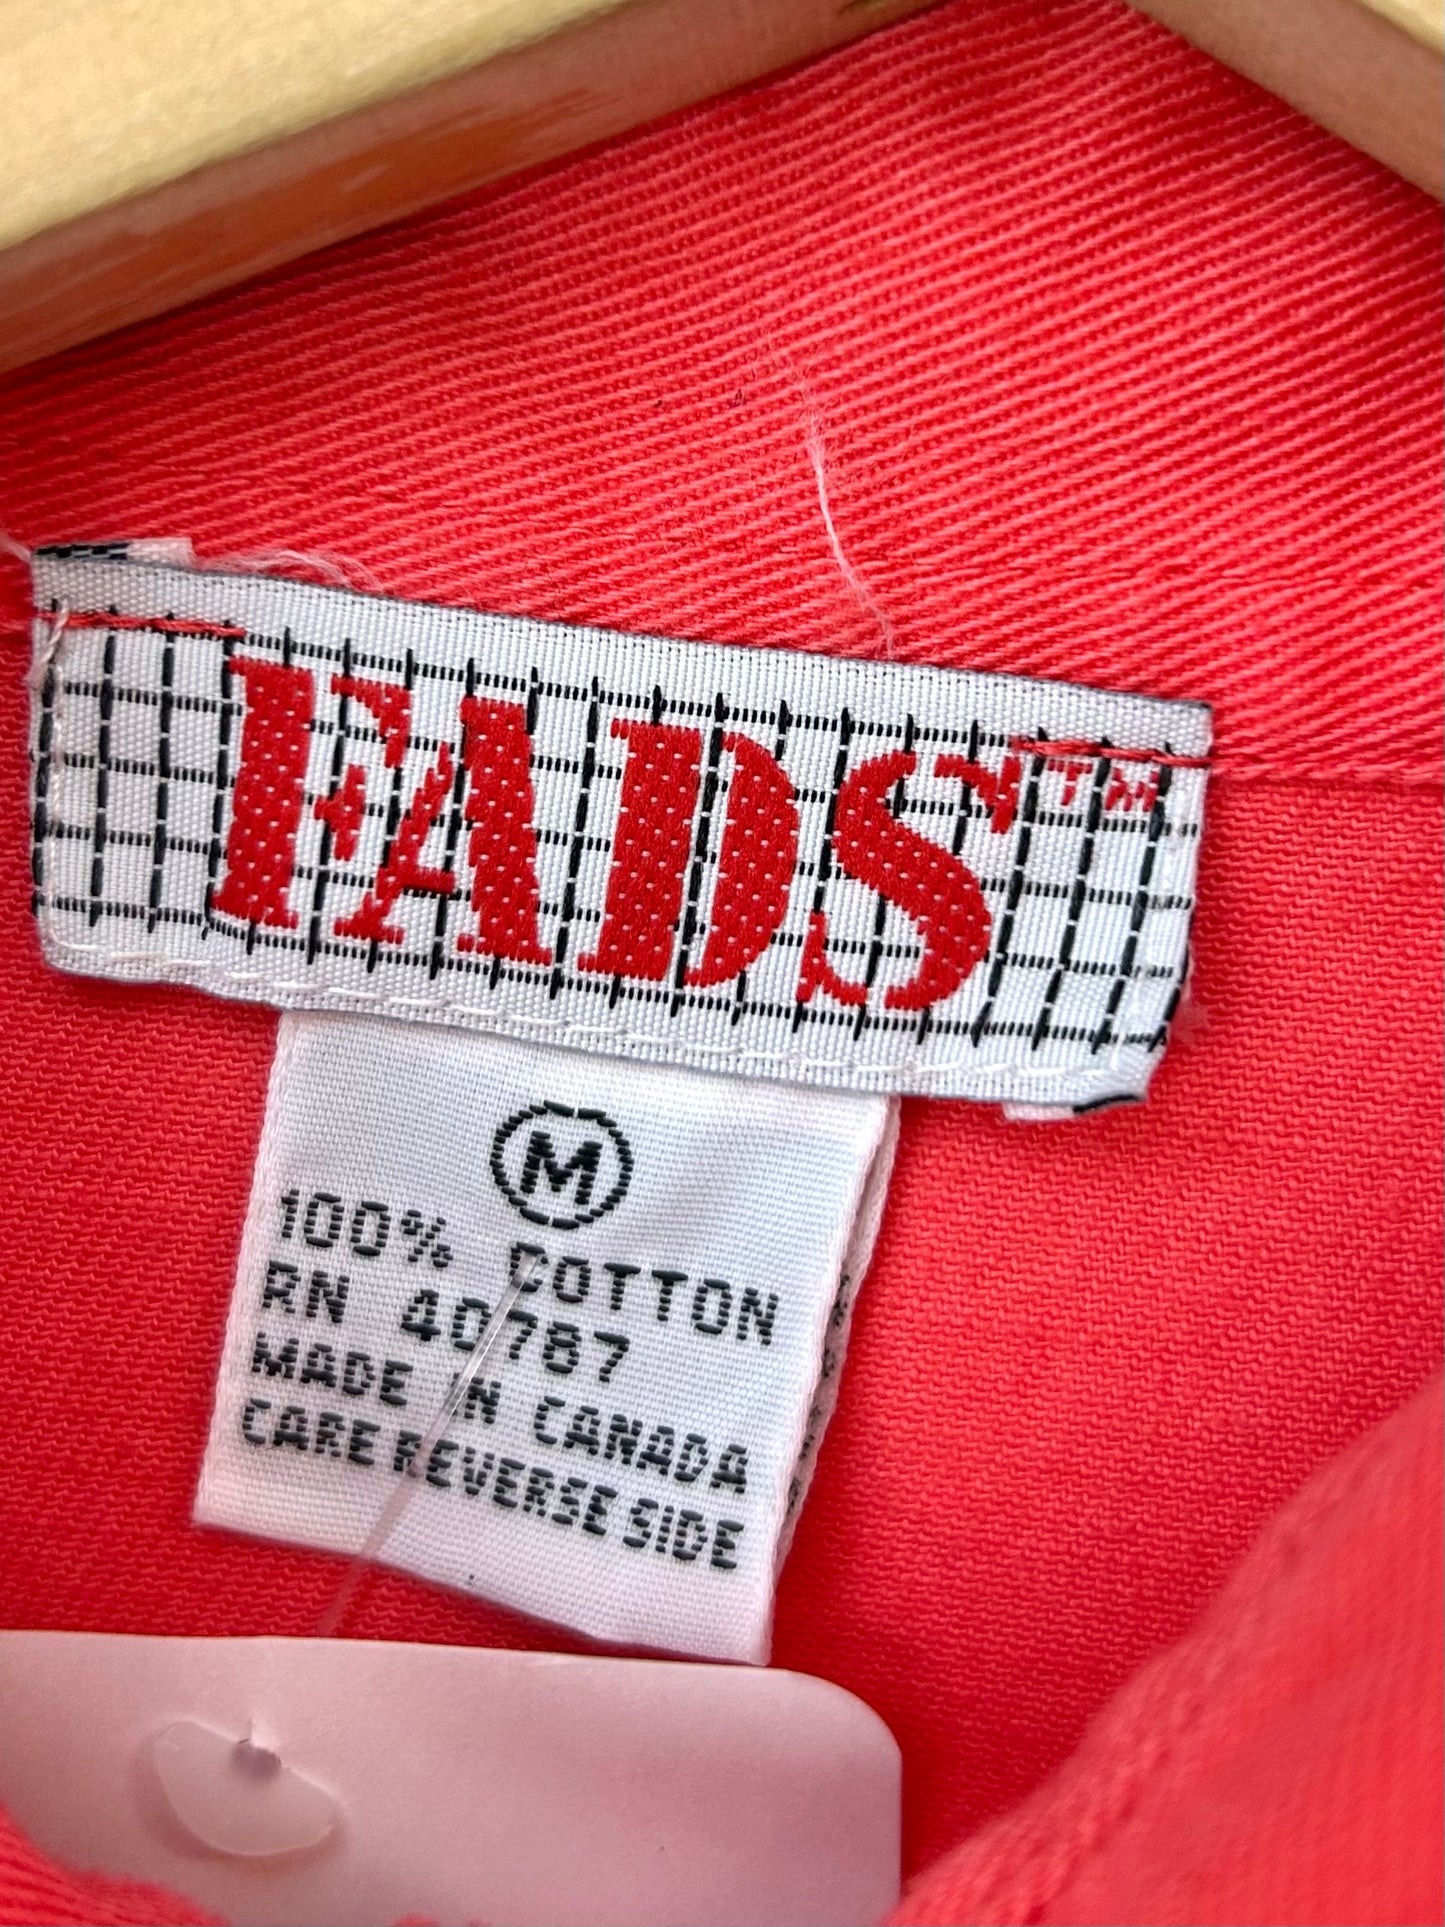 FADS™
M
100% COTTON
RN 40787
MADE IN CANADA
CARE REVERSE SIDE